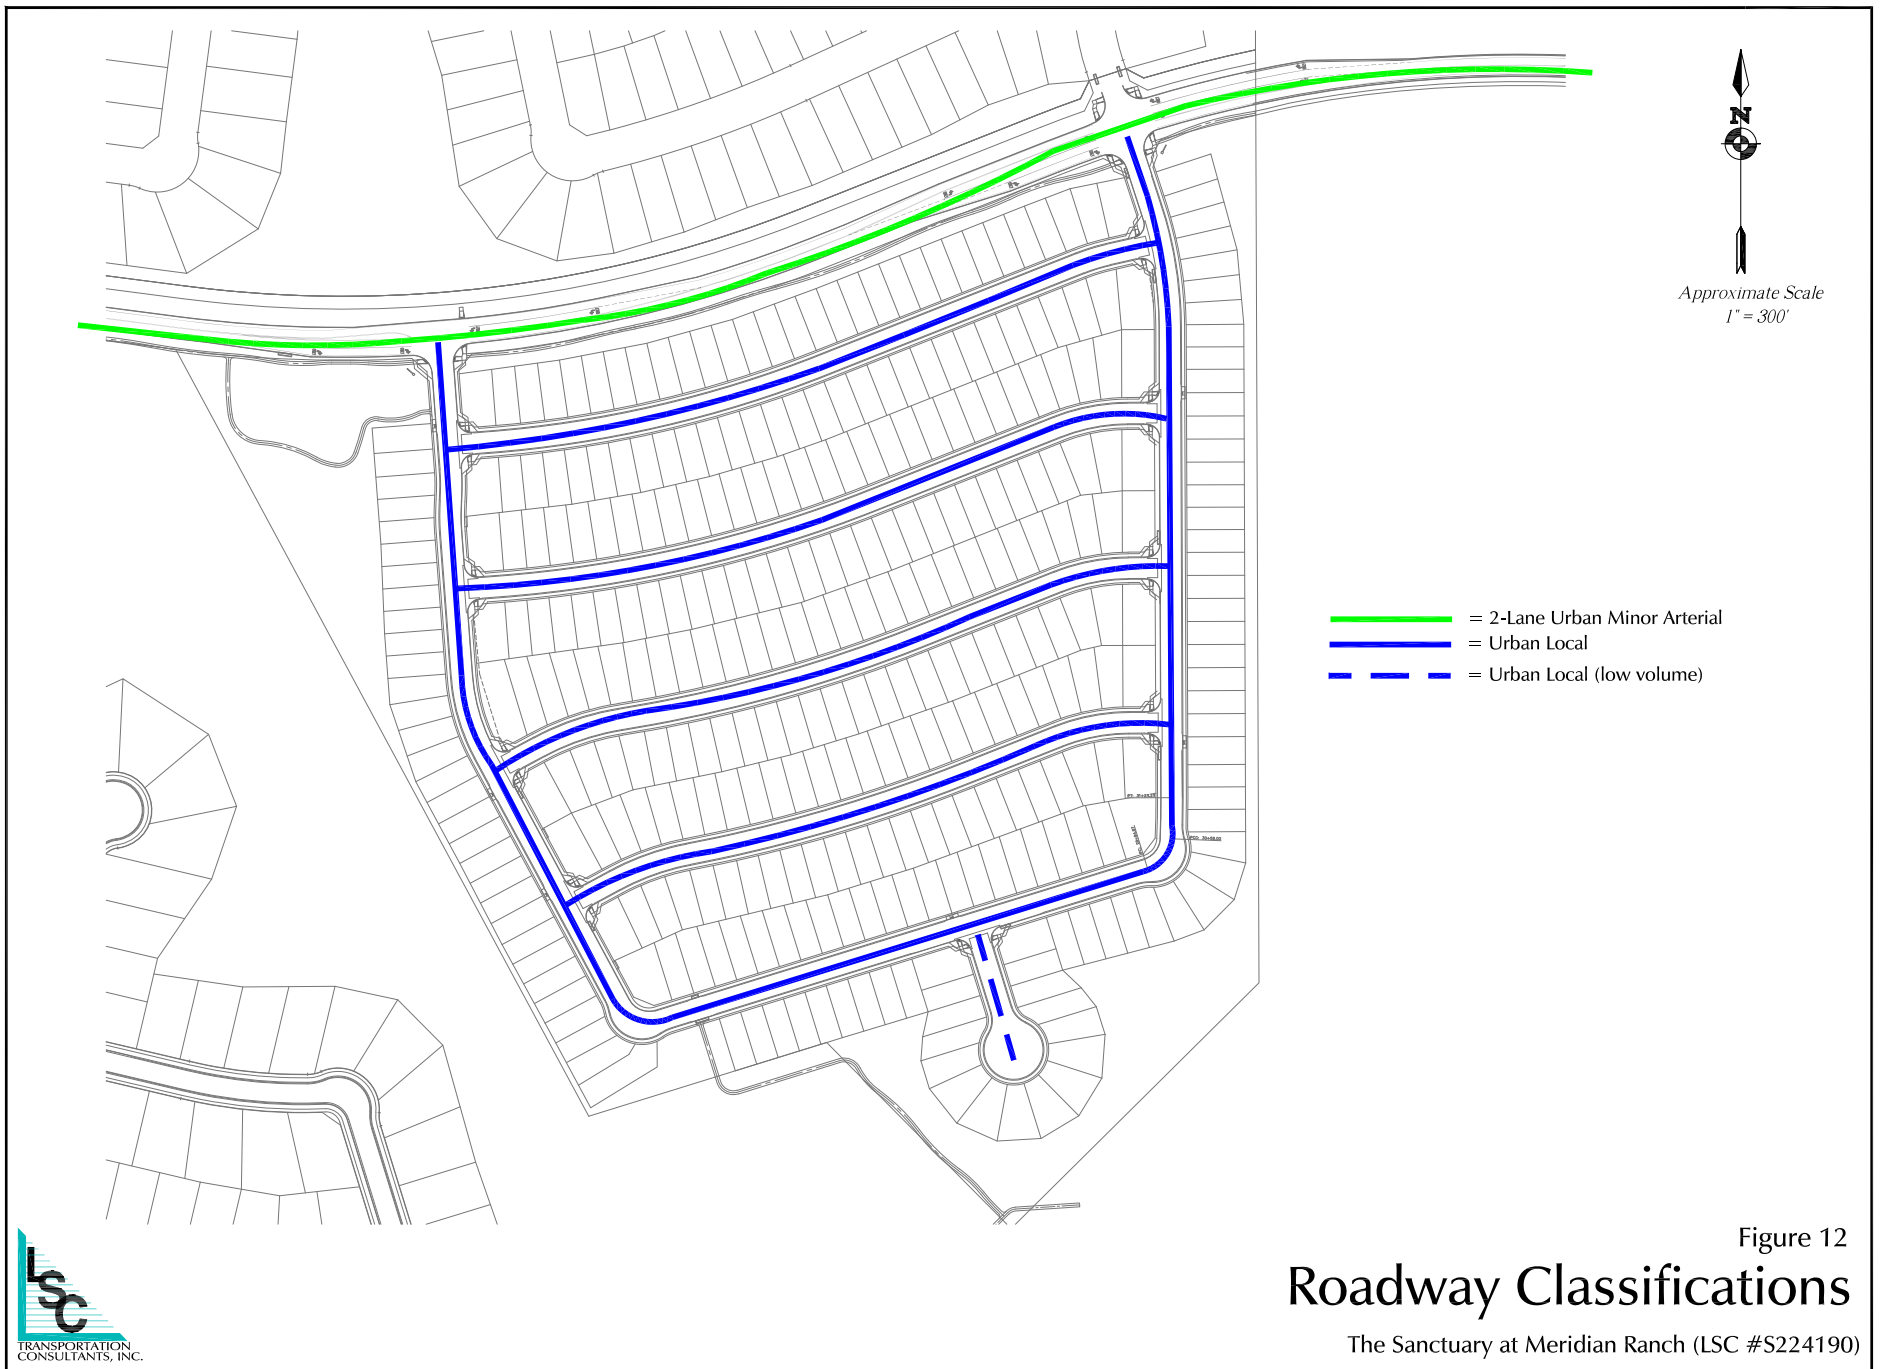 N
Approximate Scale
1" = 300'
= 2-Lane Urban Minor Arterial
= Urban Local
= Urban Local (low volume)
Figure 12
Roadway Classifications
The Sanctuary at Meridian Ranch (LSC #S224190)
LSC
TRANSPORTATION
CONSULTANTS, INC.